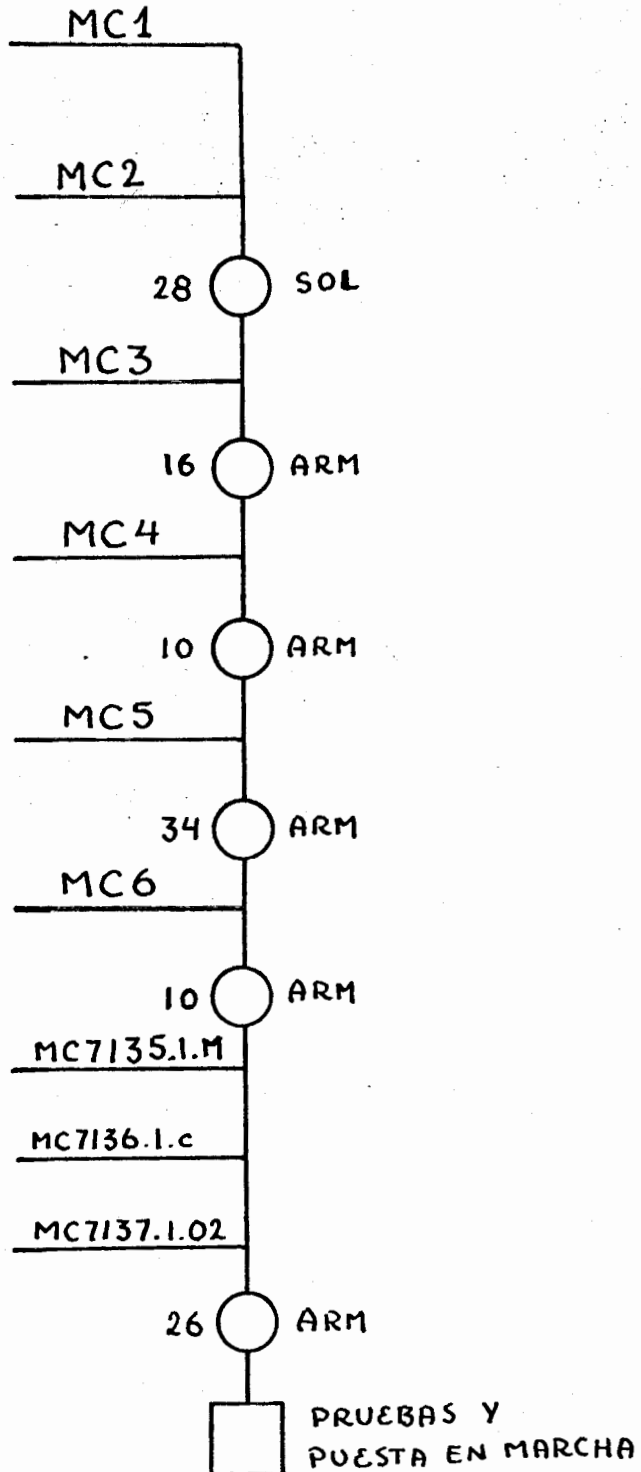 MC1
MC2
28 SOL
MC3
16 ARM
MC4
10 ARM
MC5
34 ARM
MC6
10 ARM
MC7135.1.M
MC7136.1.c
MC7137.1.02
26 ARM
PRUEBAS Y
PUESTA EN MARCHA